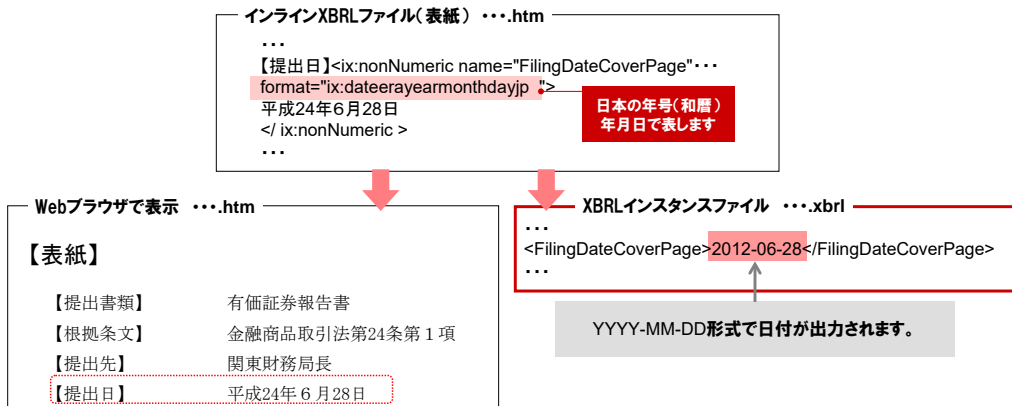 インラインXBRLファイル（表紙） ・・・.htm
・・・
【提出日】<ix:nonNumeric name="FilingDateCoverPage"・・・
format="ix:dateerayearmonthdayjp ">
平成24年６月28日
</ ix:nonNumeric >
・・・
日本の年号（和暦）
年月日で表します
Webブラウザで表示 ・・・.htm
【表紙】
【提出書類】 有価証券報告書
【根拠条文】 金融商品取引法第24条第１項
【提出先】 関東財務局長
【提出日】 平成24年６月28日
XBRLインスタンスファイル ・・・.xbrl
・・・
<FilingDateCoverPage>2012-06-28</FilingDateCoverPage>
・・・
YYYY-MM-DD形式で日付が出力されます。